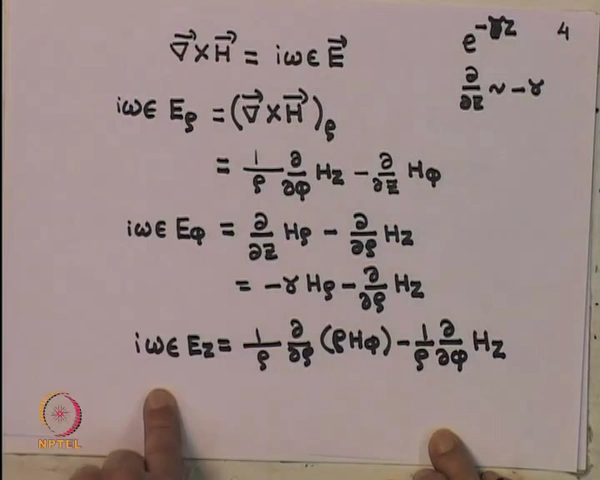 ∇⃗ × H⃗ = iωε E⃗
e^{-γz} 4
∂/∂z ~ -γ
iωε Eρ = (∇⃗ × H⃗)ρ
= 1/ρ ∂/∂φ Hz - ∂/∂z Hφ
iωε Eφ = ∂/∂z Hρ - ∂/∂ρ Hz
= -γ Hρ - ∂/∂ρ Hz
iωε Ez = 1/ρ ∂/∂ρ (ρHφ) - 1/ρ ∂/∂φ Hz
NPTEL